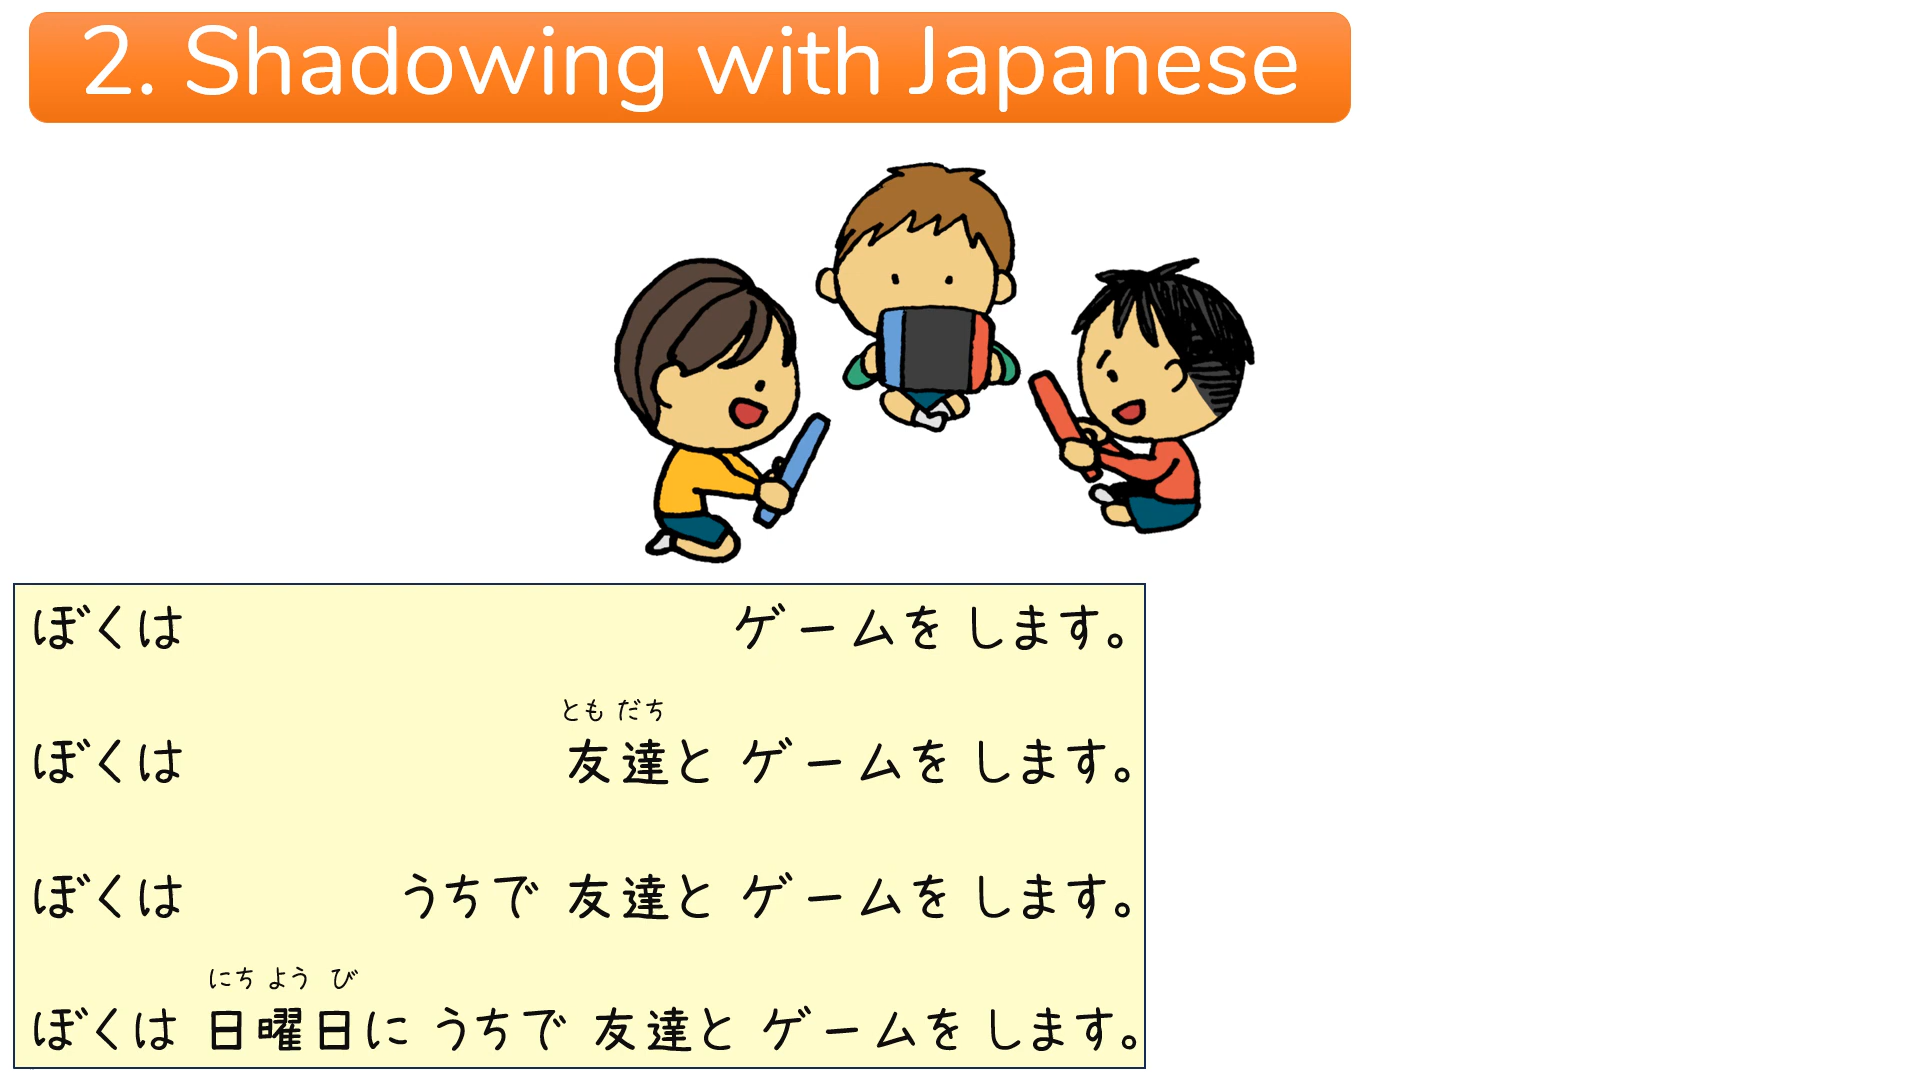 2. Shadowing with Japanese
ぼくは ゲームを します。
とも だち
ぼくは 友達と ゲームを します。
ぼくは うちで 友達と ゲームを します。
にち よう び
ぼくは 日曜日に うちで 友達と ゲームを します。